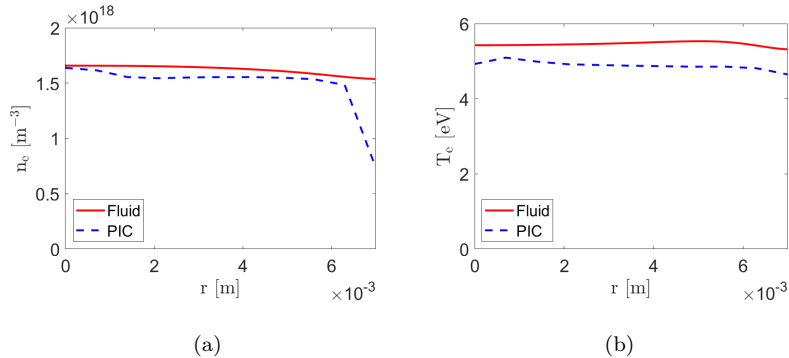 ×10^18
2
1.5
1
0.5
0
n_e [m^−3]
Fluid
PIC
0 2 4 6
×10^-3
r [m]
(a)
6
4
2
0
T_e [eV]
Fluid
PIC
0 2 4 6
×10^-3
r [m]
(b)